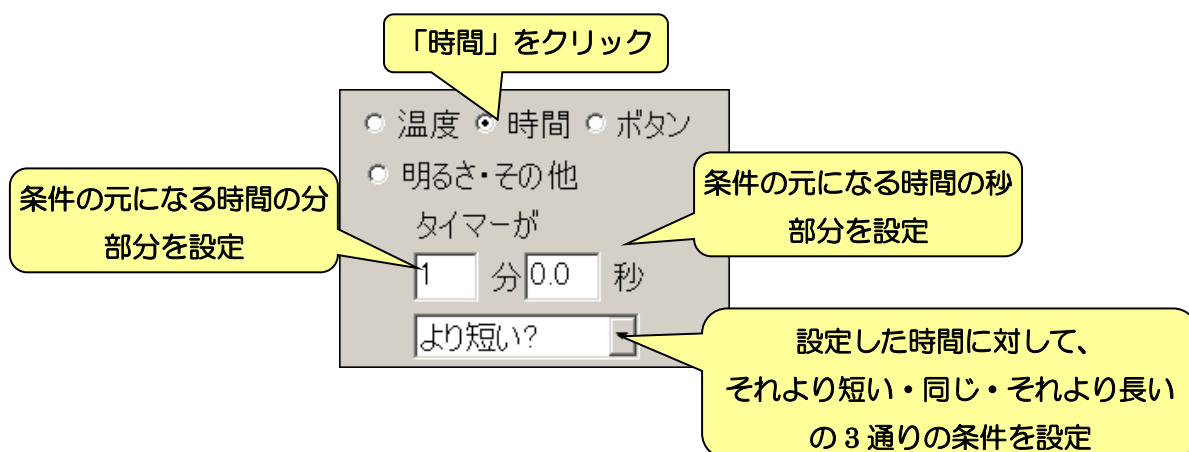 「時間」をクリック
温度 時間 ボタン
明るさ・その他
条件の元になる時間の分
部分を設定
条件の元になる時間の秒
部分を設定
タイマーが
1 分 0.0 秒
より短い?
設定した時間に対して、
それより短い・同じ・それより長い
の 3 通りの条件を設定